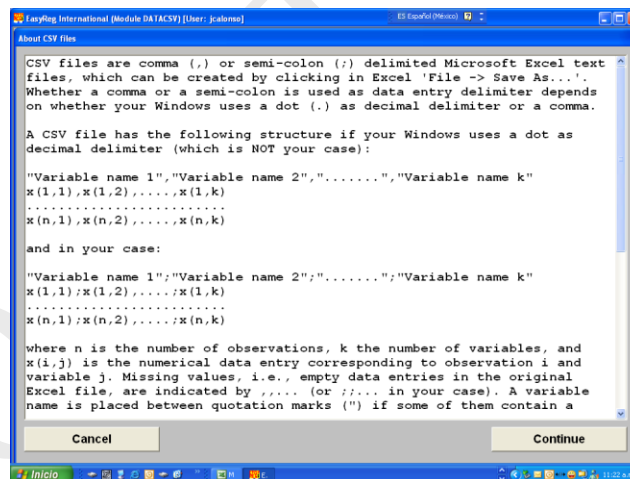 EasyReg International (Module DATACSV) [User: jcalonso]
ES Español (México)
About CSV files
CSV files are comma (,) or semi-colon (;) delimited Microsoft Excel text
files, which can be created by clicking in Excel 'File -> Save As...'.
Whether a comma or a semi-colon is used as data entry delimiter depends
on whether your Windows uses a dot (.) as decimal delimiter or a comma.
A CSV file has the following structure if your Windows uses a dot as
decimal delimiter (which is NOT your case):
"Variable name 1","Variable name 2",".......","Variable name k"
x(1,1),x(1,2),....,x(1,k)
.........................
x(n,1),x(n,2),....,x(n,k)
and in your case:
"Variable name 1";"Variable name 2";".......";"Variable name k"
x(1,1);x(1,2),....;x(1,k)
.........................
x(n,1);x(n,2),....;x(n,k)
where n is the number of observations, k the number of variables, and
x(i,j) is the numerical data entry corresponding to observation i and
variable j. Missing values, i.e., empty data entries in the original
Excel file, are indicated by ,,... (or ;;... in your case). A variable
name is placed between quotation marks (") if some of them contain a
Cancel
Continue
Inicio
M
E.
11:22 a.m.